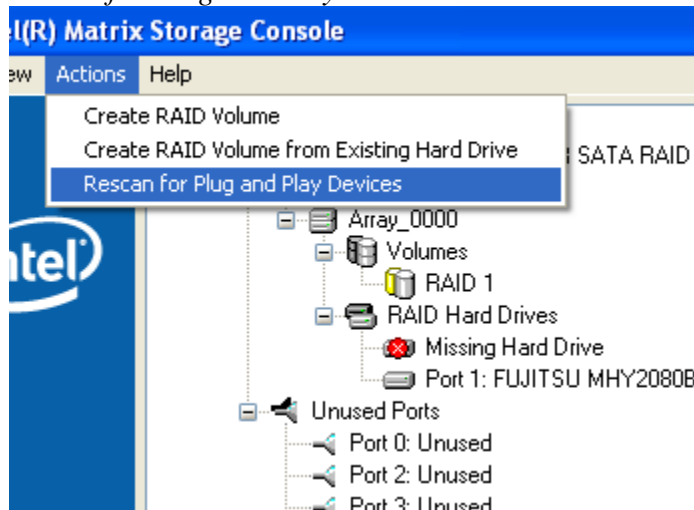 l(R) Matrix Storage Console
ew Actions Help
Create RAID Volume
Create RAID Volume from Existing Hard Drive
SATA RAID
Rescan for Plug and Play Devices
Array_0000
ntel
Volumes
RAID 1
RAID Hard Drives
Missing Hard Drive
Port 1: FUJITSU MHY2080B
Unused Ports
Port 0: Unused
Port 2: Unused
Port 3: Unused